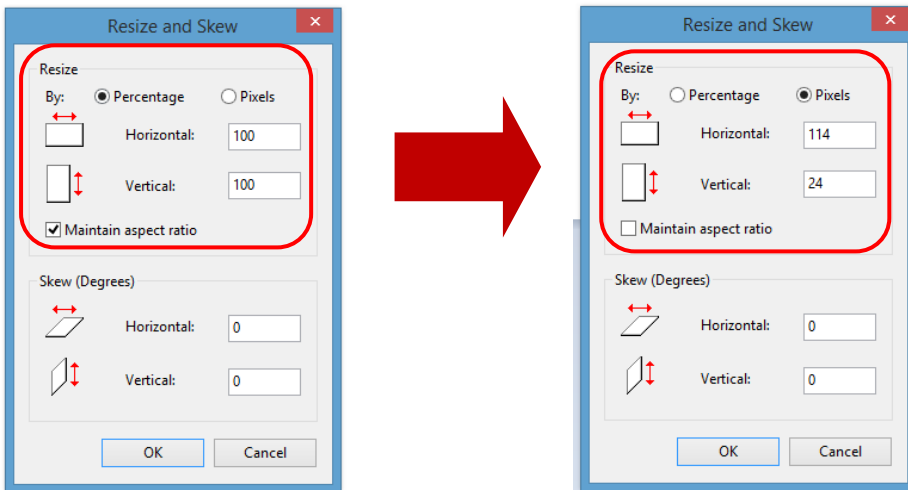 Resize and Skew
Resize
By: Percentage Pixels
Horizontal: 100
Vertical: 100
Maintain aspect ratio
Skew (Degrees)
Horizontal: 0
Vertical: 0
OK Cancel
Resize and Skew
Resize
By: Percentage Pixels
Horizontal: 114
Vertical: 24
Maintain aspect ratio
Skew (Degrees)
Horizontal: 0
Vertical: 0
OK Cancel